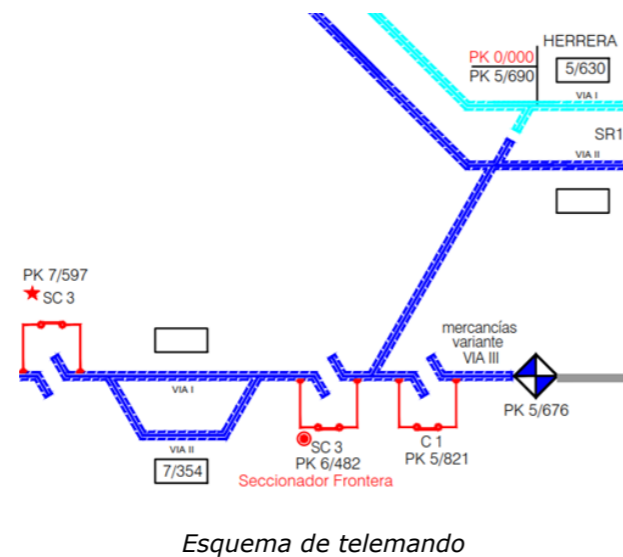 HERRERA
PK 0/000
PK 5/690
5/630
VIA I
SR1
VIA II
PK 7/597
SC 3
mercancías
variante
VIA III
VIA I
PK 5/676
VIA II
7/354
SC 3
PK 6/482
Seccionador Frontera
C 1
PK 5/821
Esquema de telemando